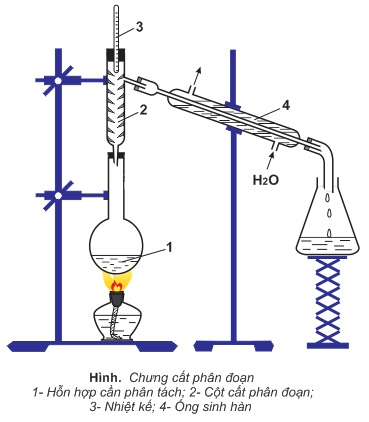 3
2
4
H2O
1
Hình. Chưng cất phân đoạn
1- Hỗn hợp cần phân tách; 2- Cột cất phân đoạn;
3- Nhiệt kế; 4- Ống sinh hàn